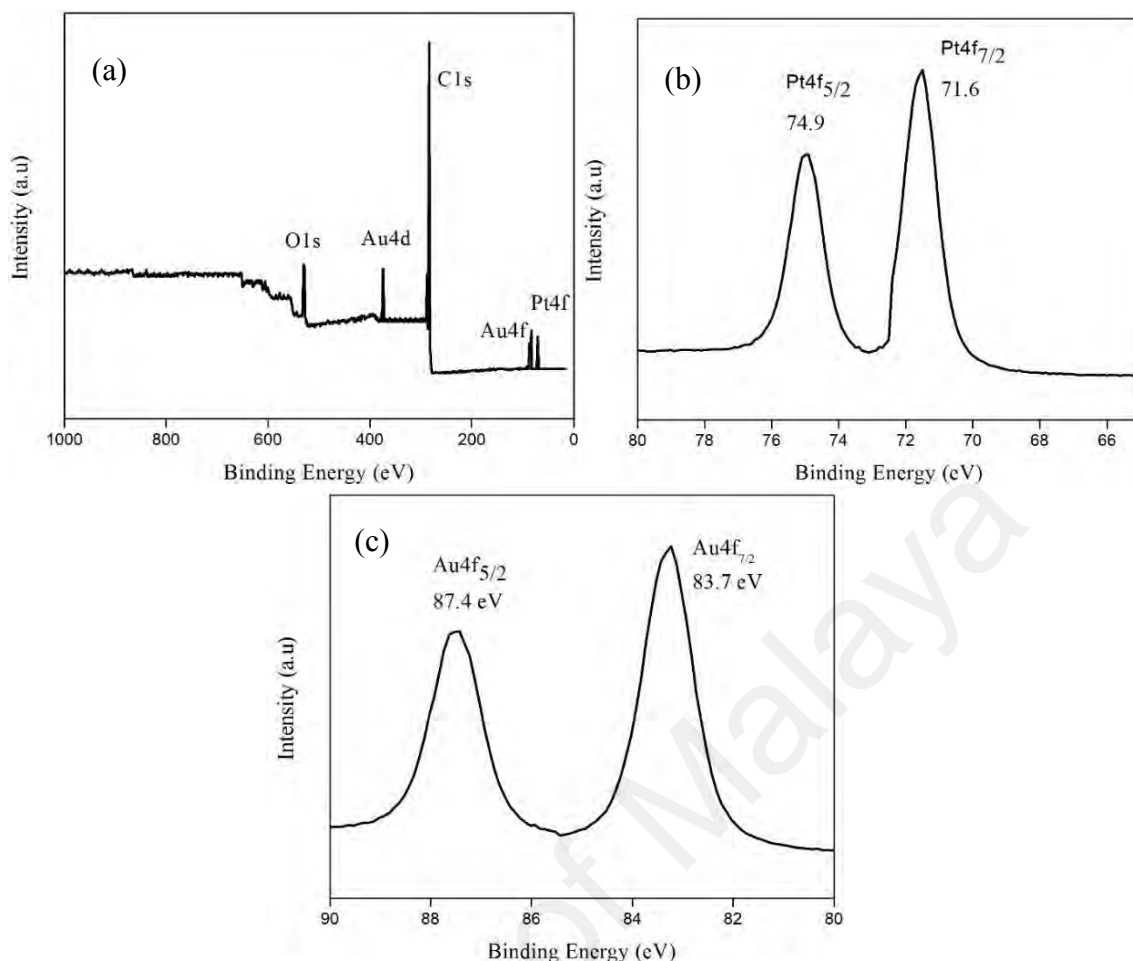 (a)
C1s
O1s
Au4d
Au4f
Pt4f
Intensity (a.u)
1000 800 600 400 200 0
Binding Energy (eV)
(b)
Pt4f7/2
71.6
Pt4f5/2
74.9
Intensity (a.u)
80 78 76 74 72 70 68 66
Binding Energy (eV)
(c)
Au4f5/2
87.4 eV
Au4f7/2
83.7 eV
Intensity (a.u)
90 88 86 84 82 80
Binding Energy (eV)
of Malaya